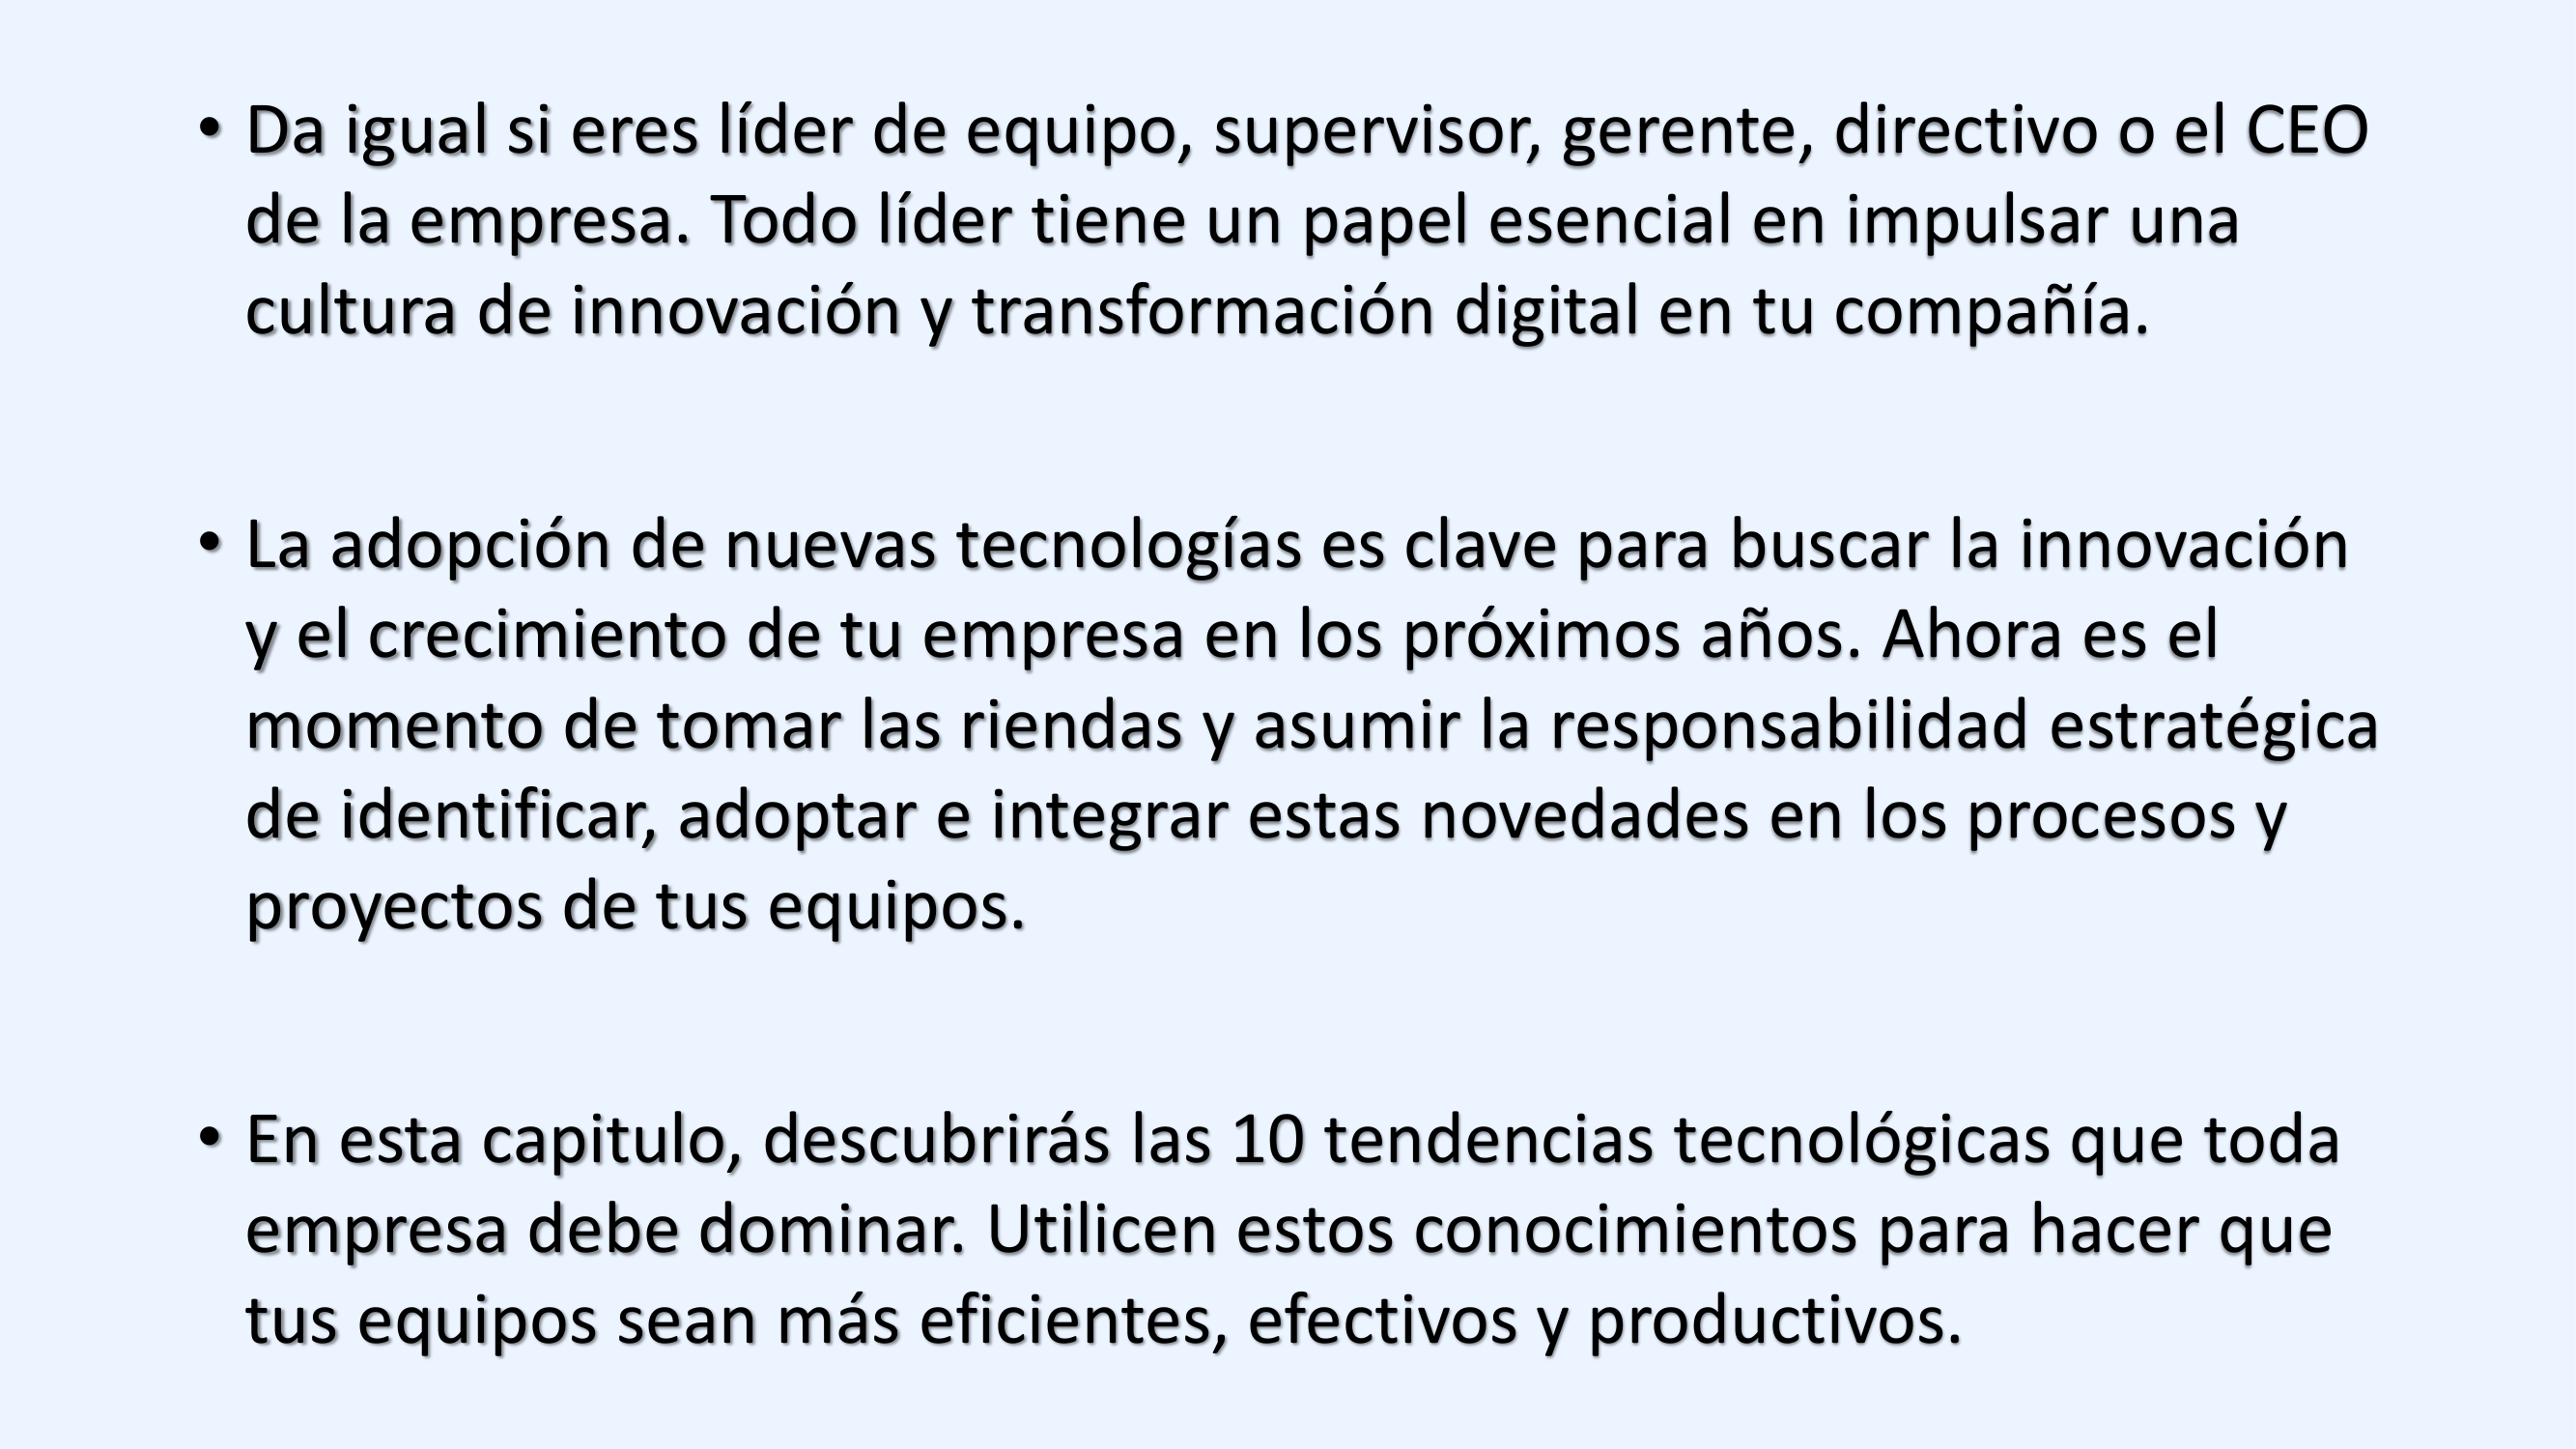 • Da igual si eres líder de equipo, supervisor, gerente, directivo o el CEO
de la empresa. Todo líder tiene un papel esencial en impulsar una
cultura de innovación y transformación digital en tu compañía.
• La adopción de nuevas tecnologías es clave para buscar la innovación
y el crecimiento de tu empresa en los próximos años. Ahora es el
momento de tomar las riendas y asumir la responsabilidad estratégica
de identificar, adoptar e integrar estas novedades en los procesos y
proyectos de tus equipos.
• En esta capitulo, descubrirás las 10 tendencias tecnológicas que toda
empresa debe dominar. Utilicen estos conocimientos para hacer que
tus equipos sean más eficientes, efectivos y productivos.